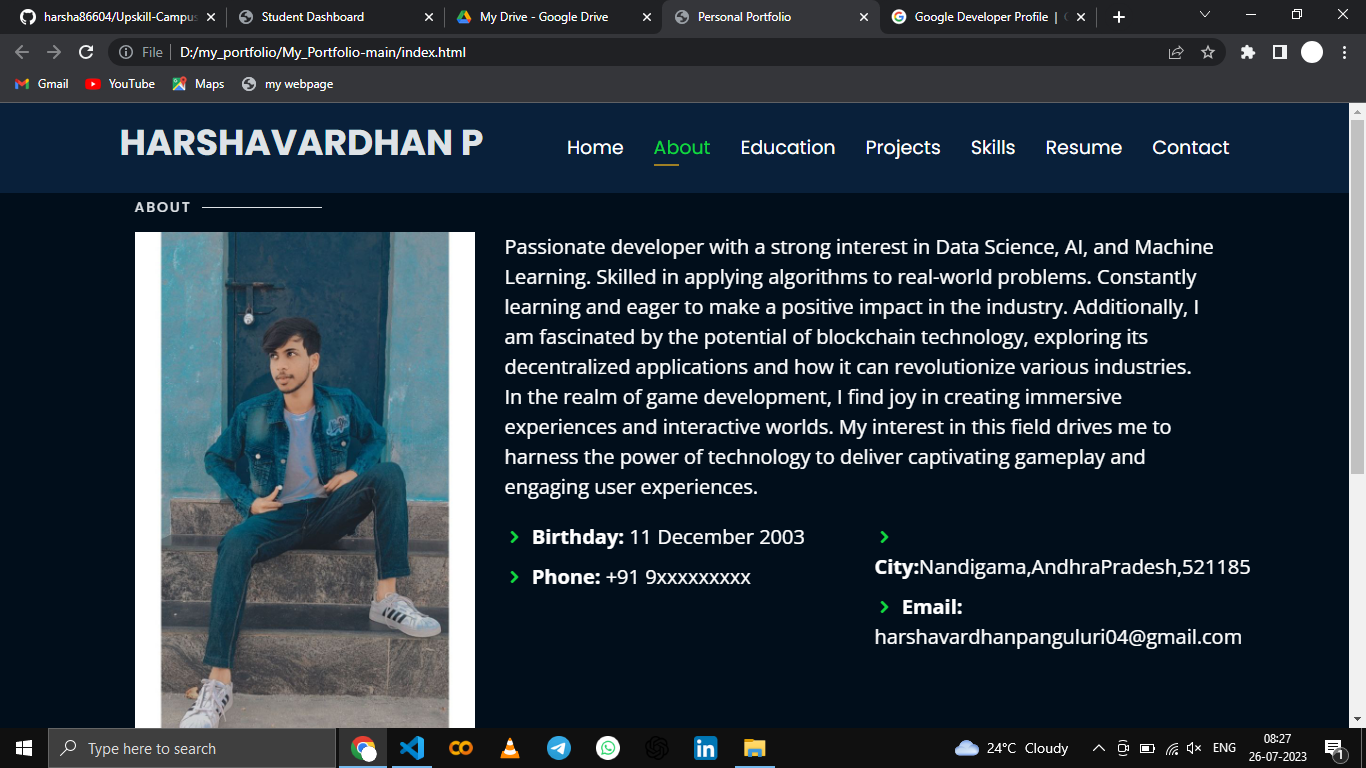 harsha86604/Upskill-Campus
Student Dashboard
My Drive - Google Drive
Personal Portfolio
Google Developer Profile |
File
D:/my_portfolio/My_Portfolio-main/index.html
Gmail
YouTube
Maps
my webpage
HARSHAVARDHAN P
Home
About
Education
Projects
Skills
Resume
Contact
ABOUT
Passionate developer with a strong interest in Data Science, AI, and Machine
Learning. Skilled in applying algorithms to real-world problems. Constantly
learning and eager to make a positive impact in the industry. Additionally, I
am fascinated by the potential of blockchain technology, exploring its
decentralized applications and how it can revolutionize various industries.
In the realm of game development, I find joy in creating immersive
experiences and interactive worlds. My interest in this field drives me to
harness the power of technology to deliver captivating gameplay and
engaging user experiences.
Birthday: 11 December 2003
Phone: +91 9xxxxxxxxx
City:Nandigama,AndhraPradesh,521185
Email:
harshavardhanpanguluri04@gmail.com
Type here to search
24°C Cloudy
ENG
08:27
26-07-2023
1